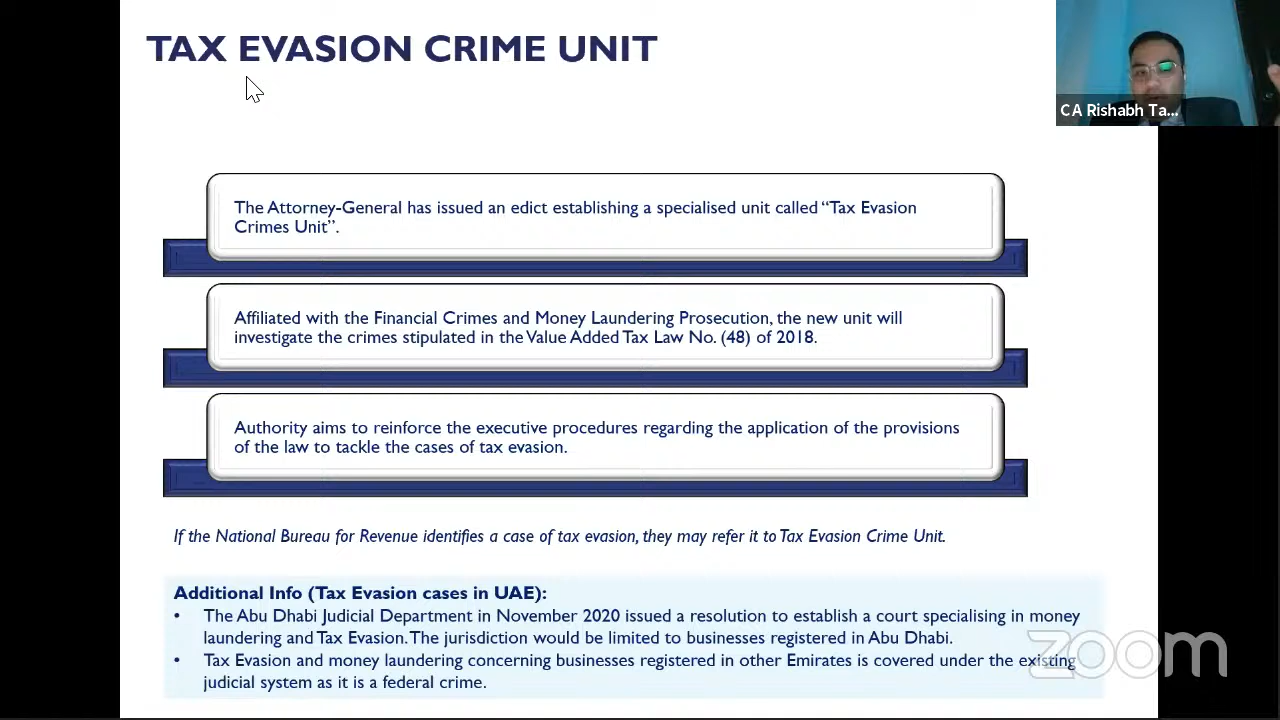 TAX EVASION CRIME UNIT
CA Rishabh Ta...
The Attorney-General has issued an edict establishing a specialised unit called “Tax Evasion
Crimes Unit”.
Affiliated with the Financial Crimes and Money Laundering Prosecution, the new unit will
investigate the crimes stipulated in the Value Added Tax Law No. (48) of 2018.
Authority aims to reinforce the executive procedures regarding the application of the provisions
of the law to tackle the cases of tax evasion.
If the National Bureau for Revenue identifies a case of tax evasion, they may refer it to Tax Evasion Crime Unit.
Additional Info (Tax Evasion cases in UAE):
• The Abu Dhabi Judicial Department in November 2020 issued a resolution to establish a court specialising in money
laundering and Tax Evasion. The jurisdiction would be limited to businesses registered in Abu Dhabi.
• Tax Evasion and money laundering concerning businesses registered in other Emirates is covered under the existing
judicial system as it is a federal crime.
zoom